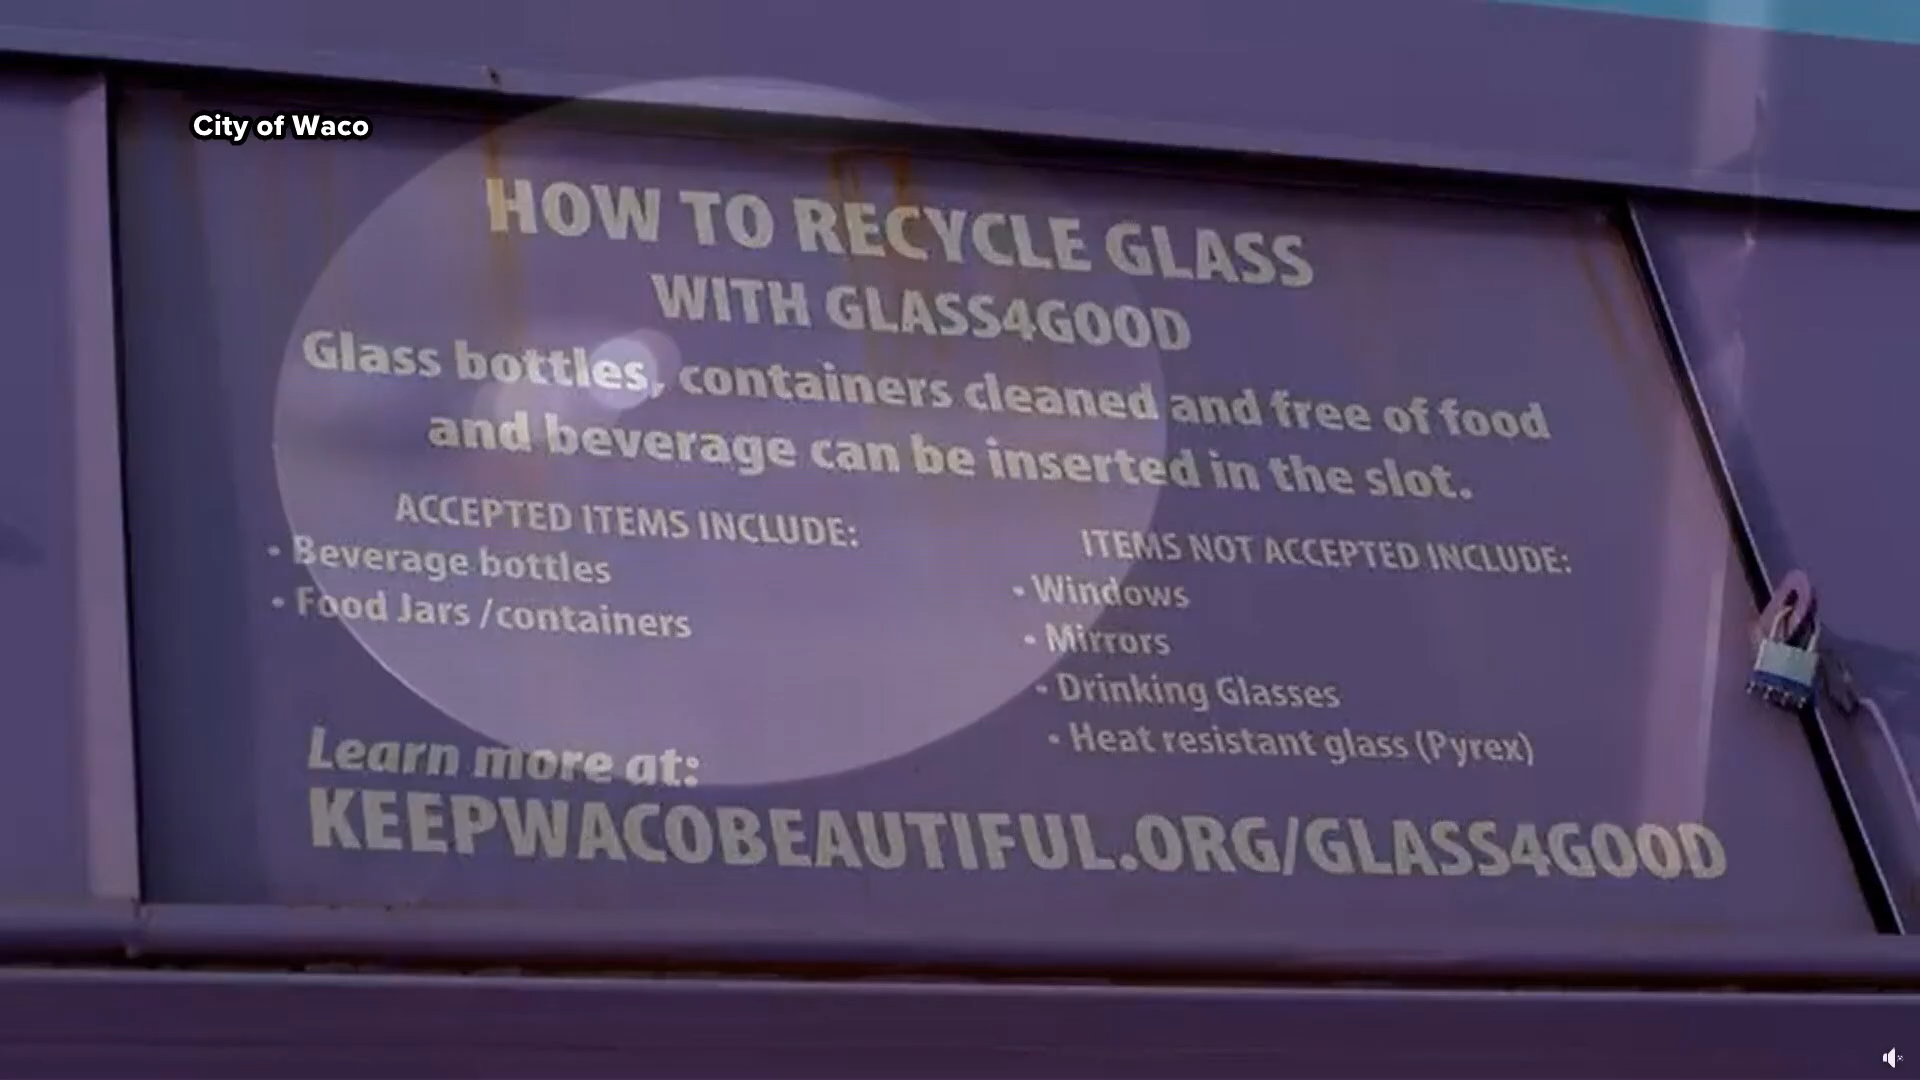 City of Waco
HOW TO RECYCLE GLASS
WITH GLASS4GOOD
Glass bottles, containers cleaned and free of food
and beverage can be inserted in the slot.
ACCEPTED ITEMS INCLUDE:
• Beverage bottles
• Food Jars /containers
ITEMS NOT ACCEPTED INCLUDE:
• Windows
• Mirrors
• Drinking Glasses
• Heat resistant glass (Pyrex)
Learn more at:
KEEPWACOBEAUTIFUL.ORG/GLASS4GOOD